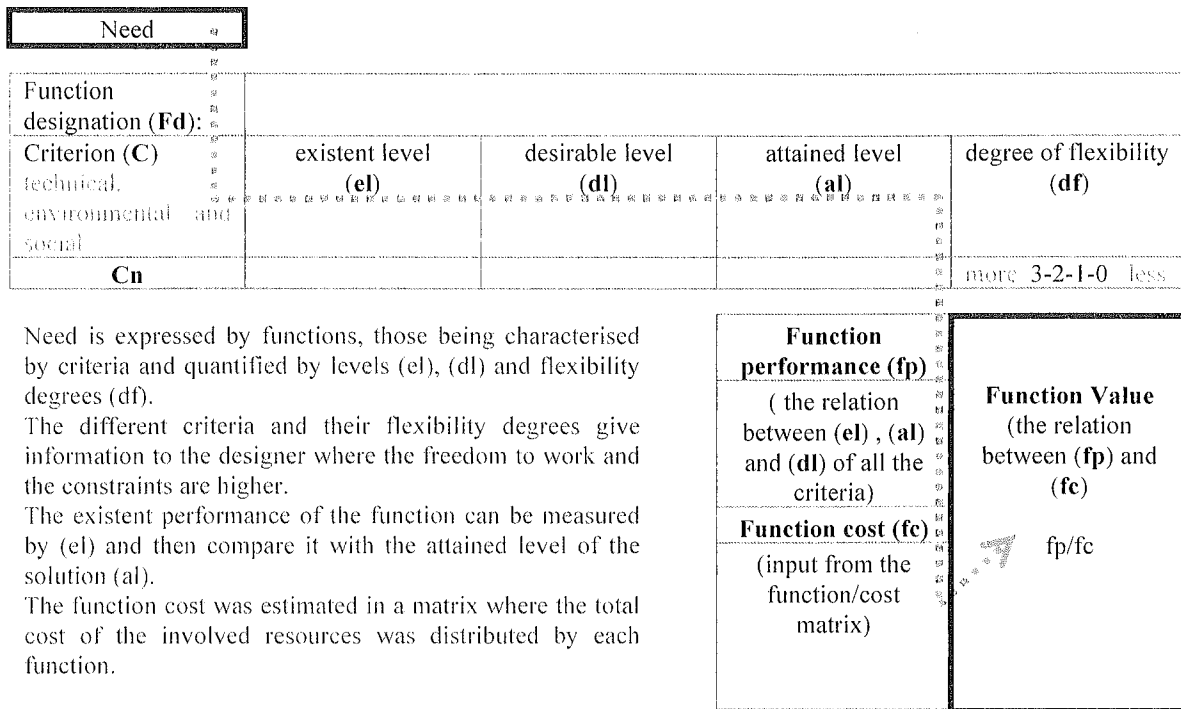 Need
Function
designation (Fd):
Criterion (C)
technical,
environmental and
social
existent level
(el)
desirable level
(dl)
attained level
(al)
degree of flexibility
(df)
Cn
more 3-2-1-0 less
Need is expressed by functions, those being characterised
by criteria and quantified by levels (el), (dl) and flexibility
degrees (df).
The different criteria and their flexibility degrees give
information to the designer where the freedom to work and
the constraints are higher.
The existent performance of the function can be measured
by (el) and then compare it with the attained level of the
solution (al).
The function cost was estimated in a matrix where the total
cost of the involved resources was distributed by each
function.
Function
performance (fp)
( the relation
between (el) , (al)
and (dl) of all the
criteria)
Function cost (fc)
(input from the
function/cost
matrix)
Function Value
(the relation
between (fp) and
(fc)
fp/fc